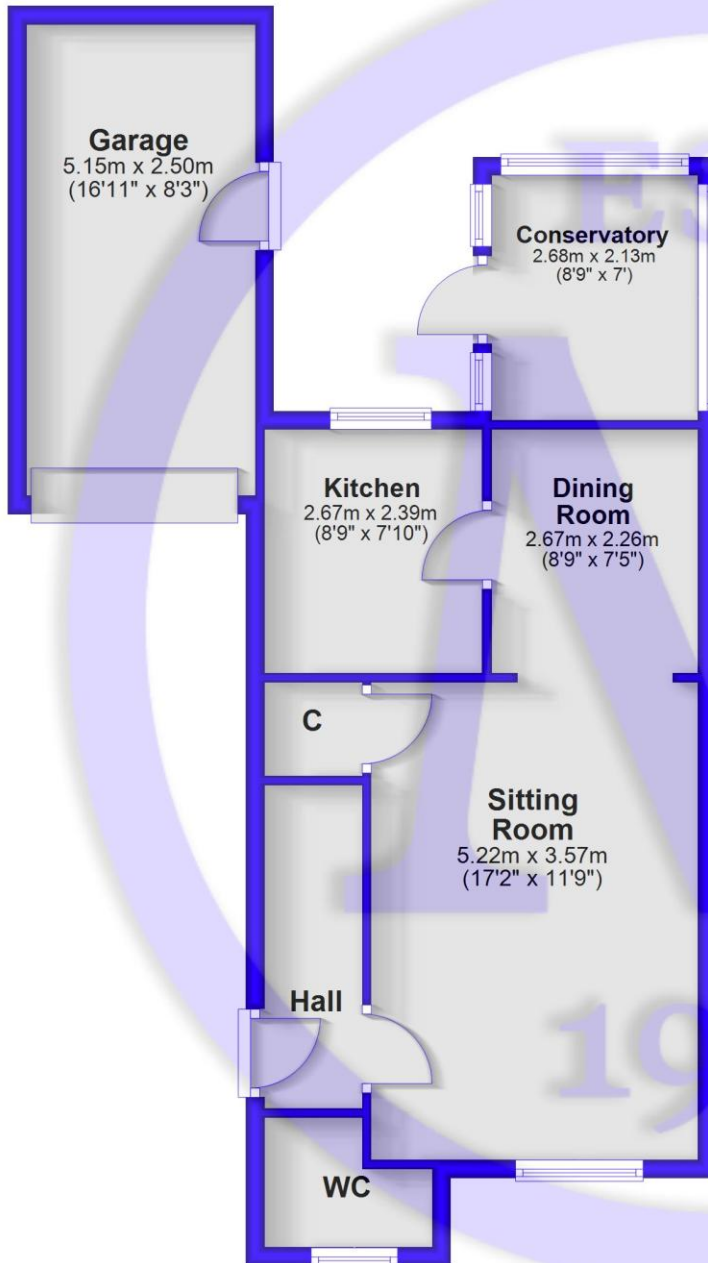 Garage
5.15m x 2.50m
(16'11" x 8'3")
Conservatory
2.68m x 2.13m
(8'9" x 7')
Kitchen
2.67m x 2.39m
(8'9" x 7'10")
Dining
Room
2.67m x 2.26m
(8'9" x 7'5")
C
Sitting
Room
5.22m x 3.57m
(17'2" x 11'9")
Hall
WC
ES
19